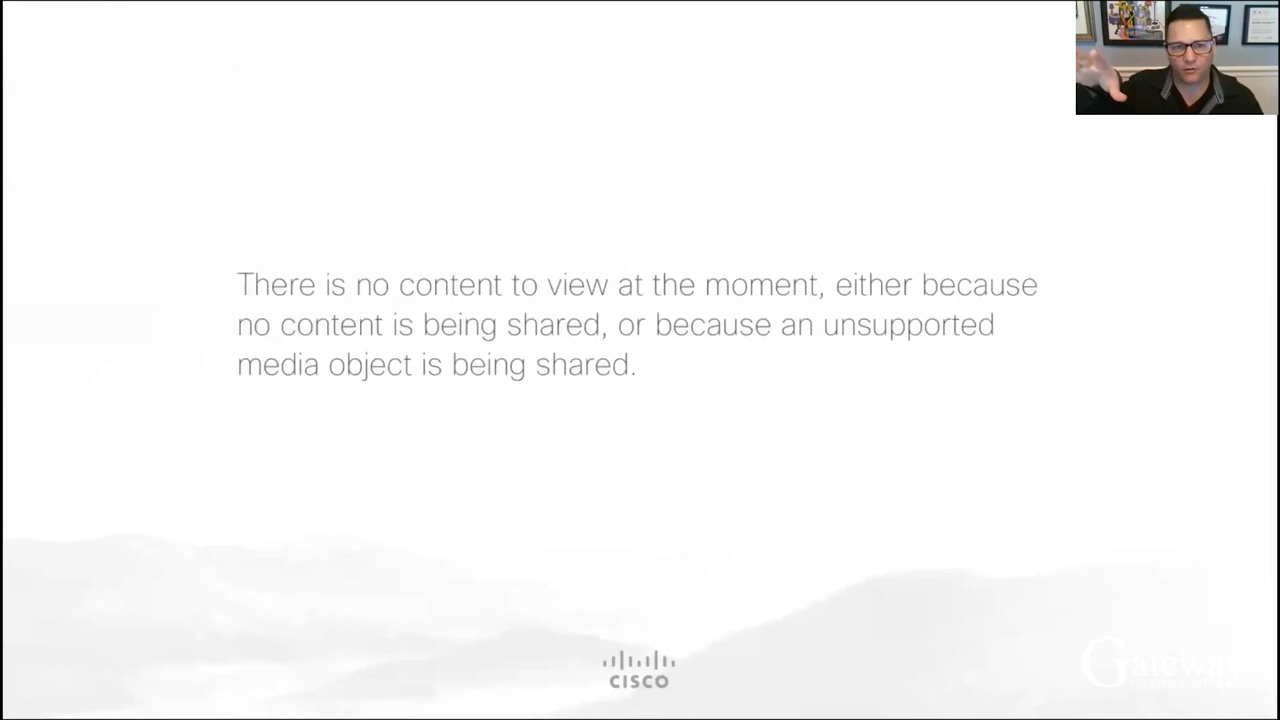 There is no content to view at the moment, either because
no content is being shared, or because an unsupported
media object is being shared.
CISCO
Gateway